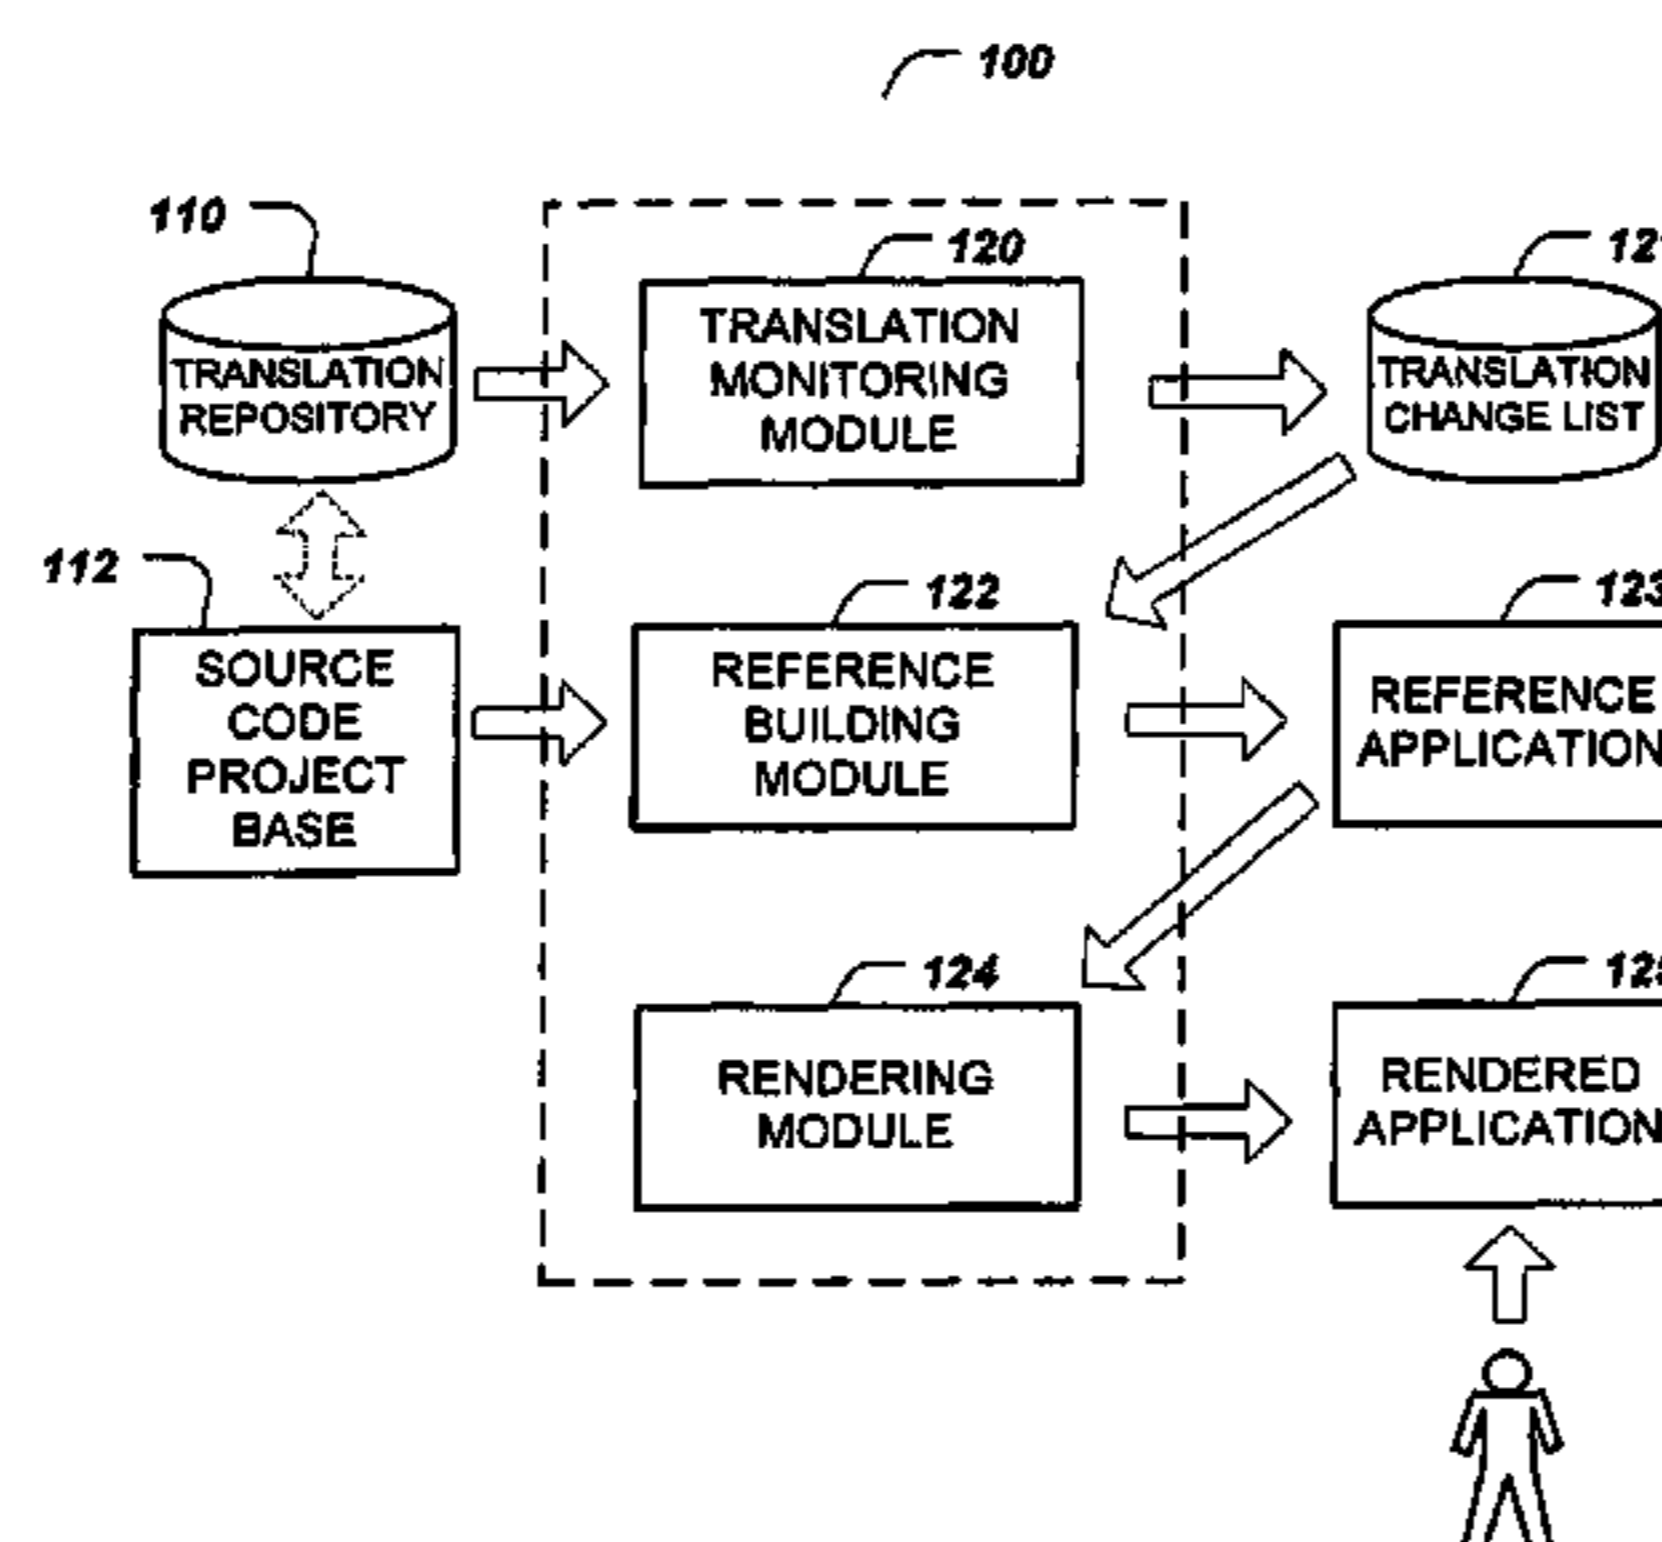 100
110
120
TRANSLATION
REPOSITORY
TRANSLATION
MONITORING
MODULE
TRANSLATION
CHANGE LIST
112
122
123
SOURCE
CODE
PROJECT
BASE
REFERENCE
BUILDING
MODULE
REFERENCE
APPLICATION
124
RENDERING
MODULE
RENDERED
APPLICATION